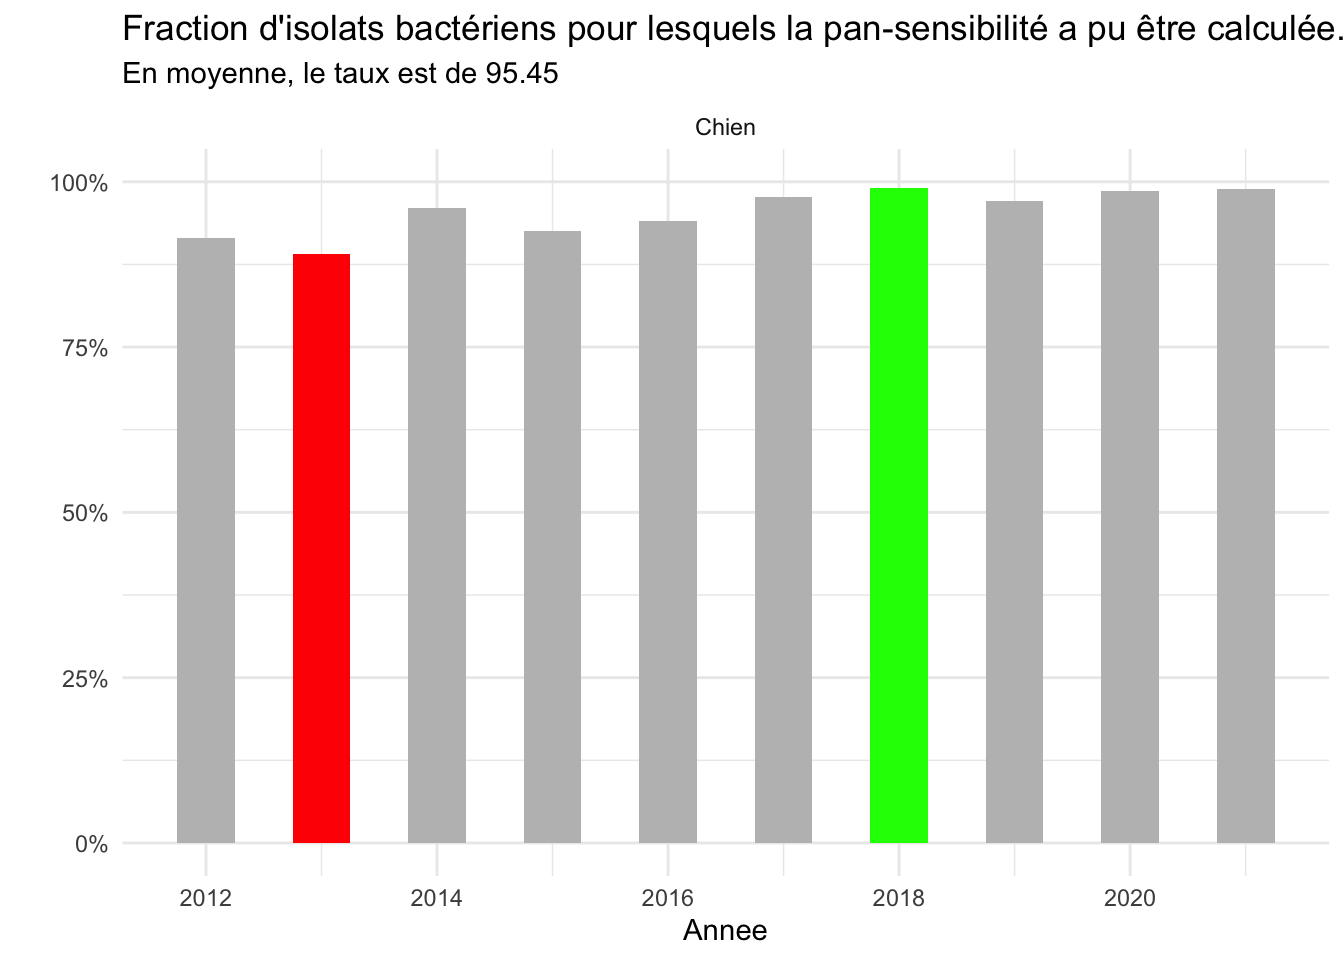 Fraction d'isolats bactériens pour lesquels la pan-sensibilité a pu être calculée.
En moyenne, le taux est de 95.45
Chien
100%
75%
50%
25%
0%
2012
2014
2016
2018
2020
Annee